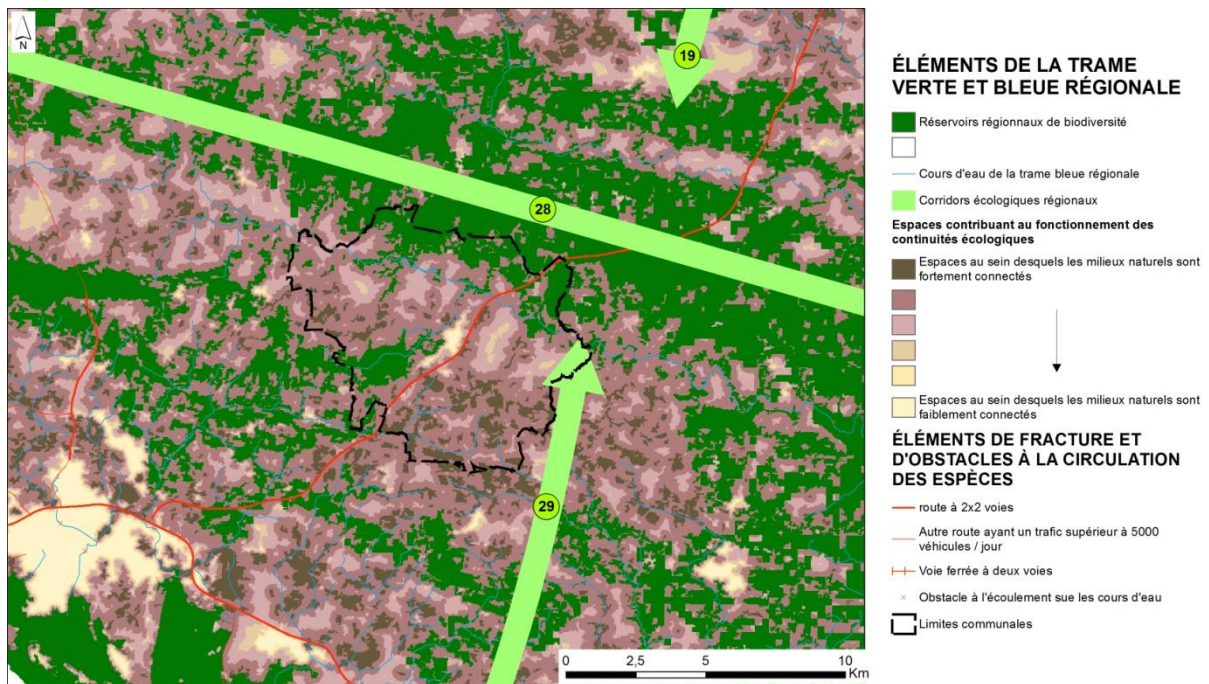 N
19
28
29
0 2,5 5 10
Km
ÉLÉMENTS DE LA TRAME
VERTE ET BLEUE RÉGIONALE
Réservoirs régionnaux de biodiversité
Cours d'eau de la trame bleue régionale
Corridors écologiques régionaux
Espaces contribuant au fonctionnement des
continuités écologiques
Espaces au sein desquels les milieux naturels sont
fortement connectés
Espaces au sein desquels les milieux naturels sont
faiblement connectés
ÉLÉMENTS DE FRACTURE ET
D'OBSTACLES À LA CIRCULATION
DES ESPÈCES
route à 2x2 voies
Autre route ayant un trafic supérieur à 5000
véhicules / jour
Voie ferrée à deux voies
Obstacle à l'écoulement sue les cours d'eau
Limites communales